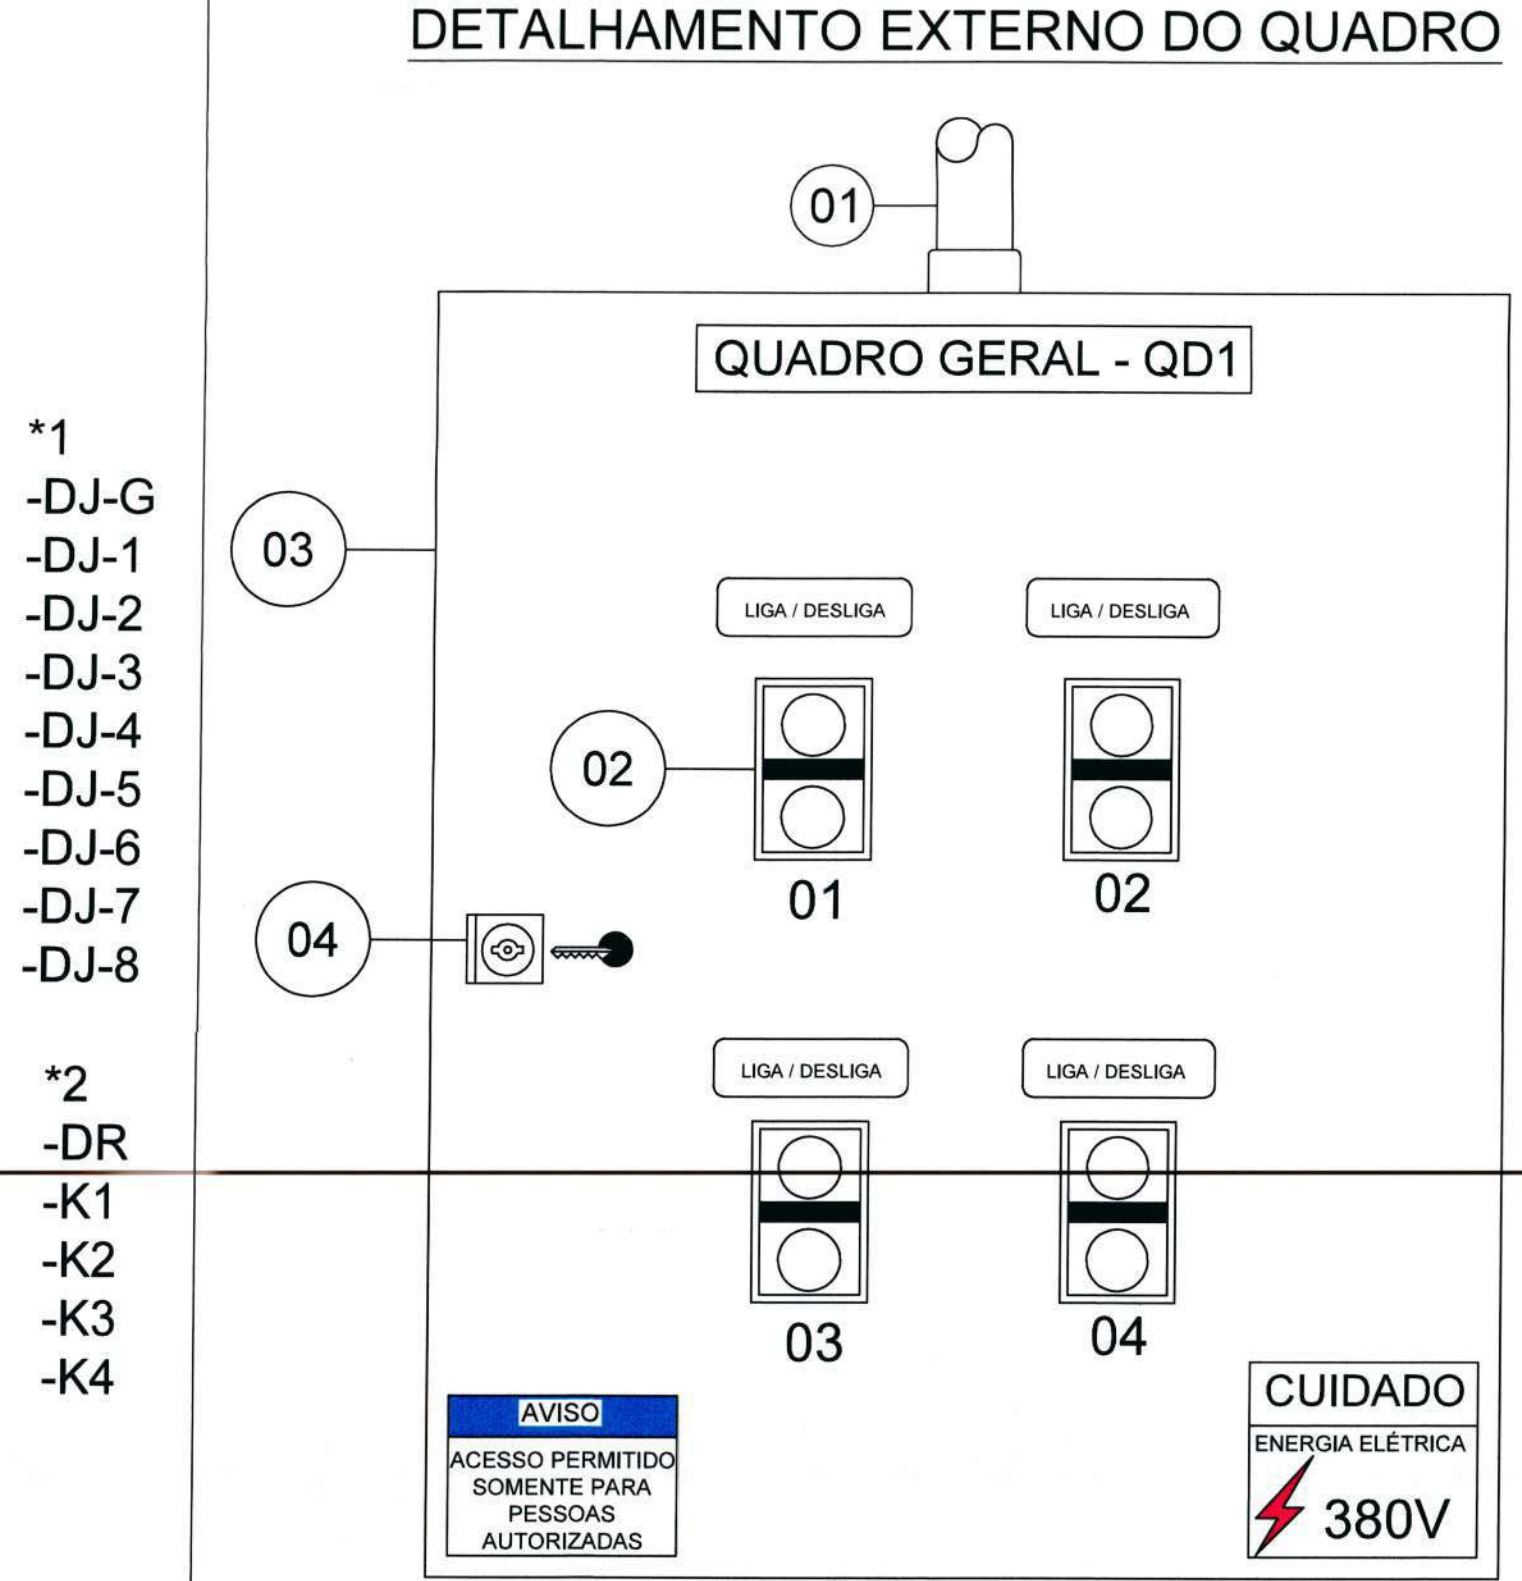 DETALHAMENTO EXTERNO DO QUADRO
01
QUADRO GERAL - QD1
*1
-DJ-G
-DJ-1
-DJ-2
-DJ-3
-DJ-4
-DJ-5
-DJ-6
-DJ-7
-DJ-8
*2
-DR
-K1
-K2
-K3
-K4
03
LIGA / DESLIGA
LIGA / DESLIGA
02
01
02
04
LIGA / DESLIGA
LIGA / DESLIGA
03
04
AVISO
ACESSO PERMITIDO
SOMENTE PARA
PESSOAS
AUTORIZADAS
CUIDADO
ENERGIA ELÉTRICA
380V